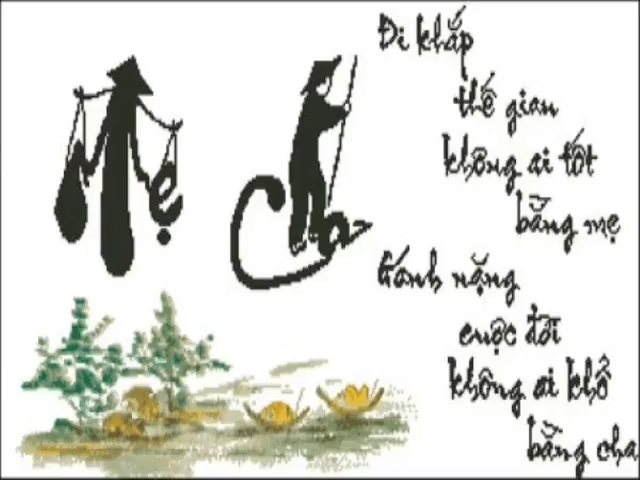 Mẹ Cha
Đi khắp
thế gian
không ai tốt
bằng mẹ
Gánh nặng
cuộc đời
không ai khổ
bằng cha